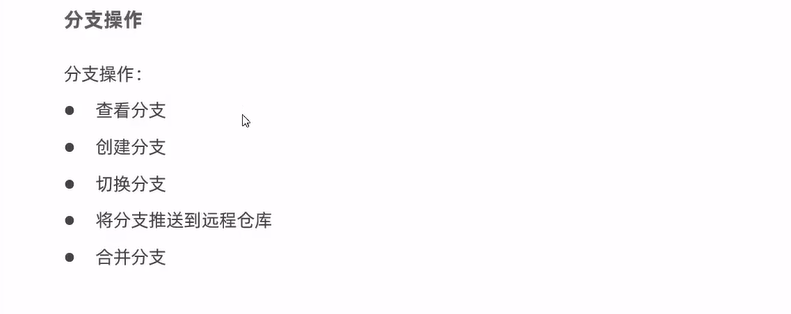 分支操作
分支操作：
● 查看分支
● 创建分支
● 切换分支
● 将分支推送到远程仓库
● 合并分支